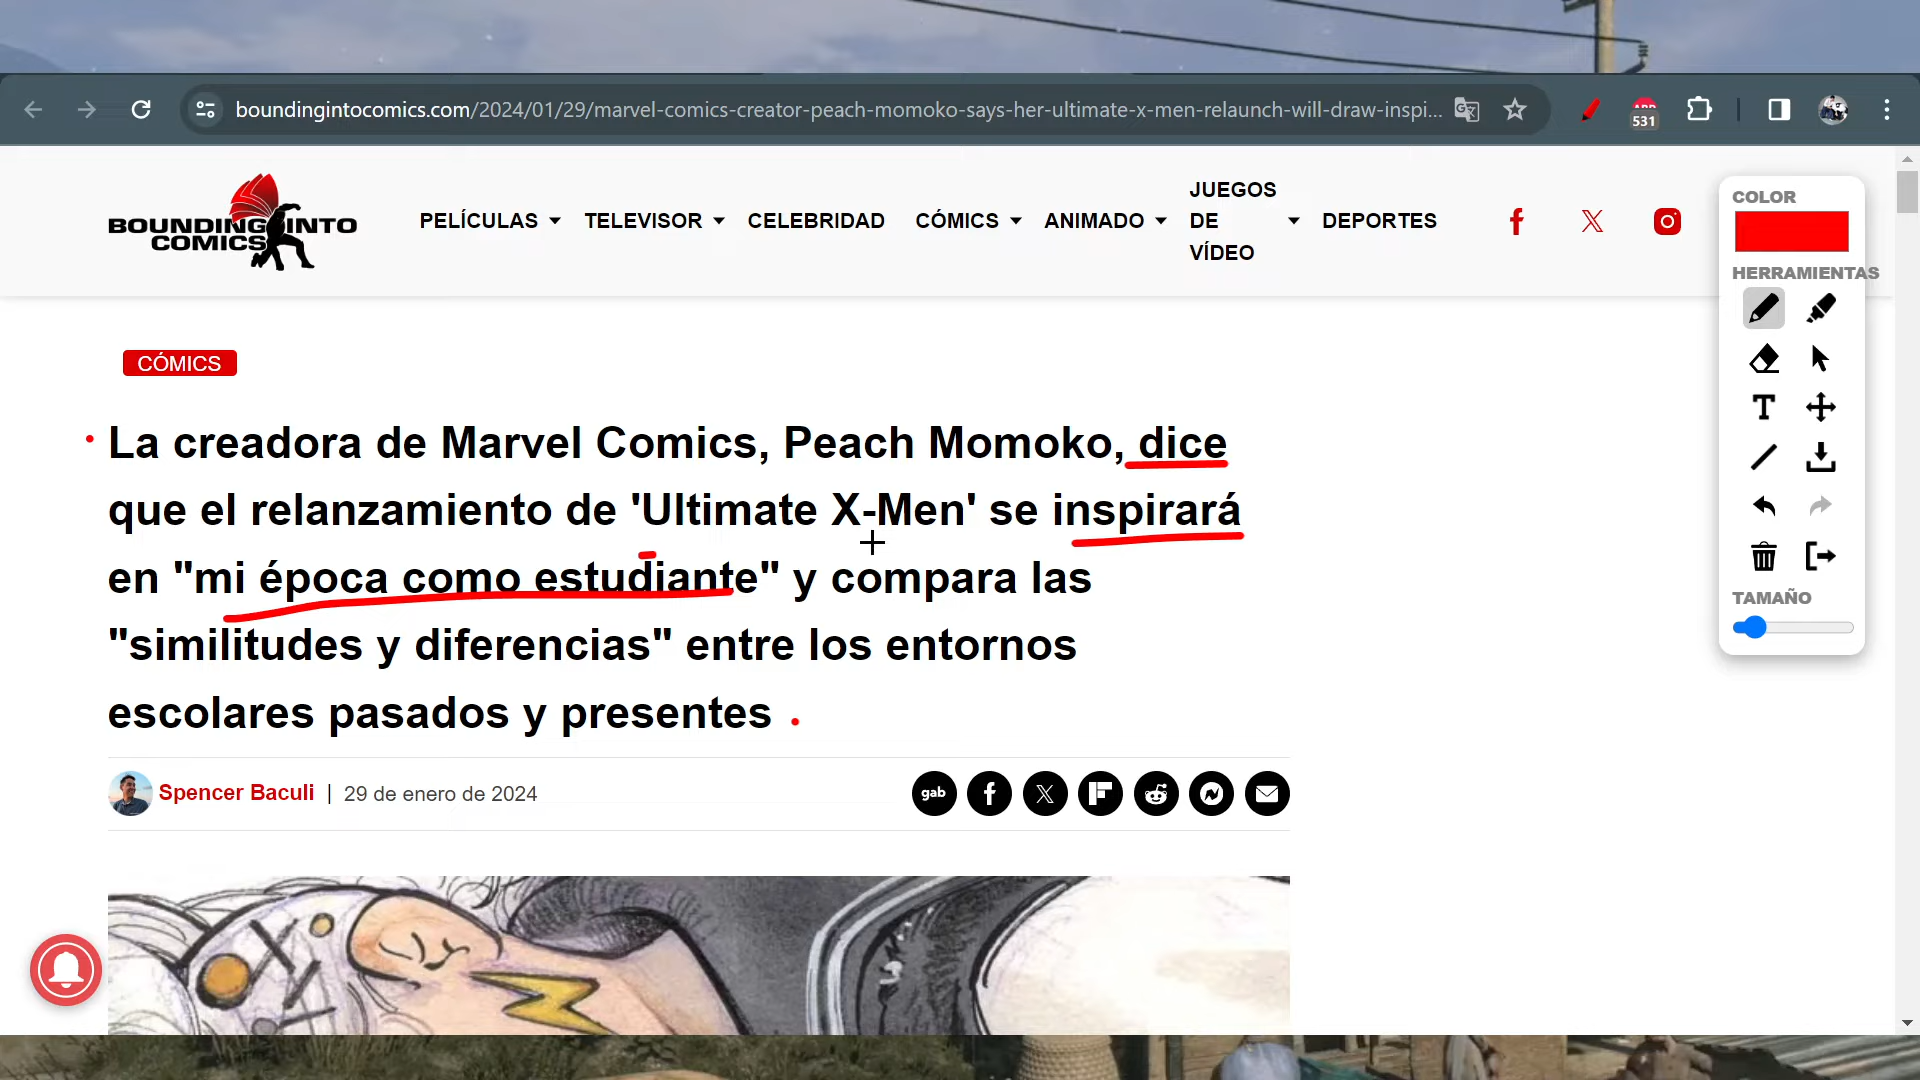 boundingintocomics.com/2024/01/29/marvel-comics-creator-peach-momoko-says-her-ultimate-x-men-relaunch-will-draw-inspi...
531
BOUNDING INTO
COMICS
PELÍCULAS
TELEVISOR
CELEBRIDAD
CÓMICS
ANIMADO
JUEGOS
DE
VÍDEO
DEPORTES
COLOR
HERRAMIENTAS
TAMAÑO
CÓMICS
La creadora de Marvel Comics, Peach Momoko, dice
que el relanzamiento de 'Ultimate X-Men' se inspirará
en "mi época como estudiante" y compara las
"similitudes y diferencias" entre los entornos
escolares pasados y presentes
Spencer Baculi | 29 de enero de 2024
gab